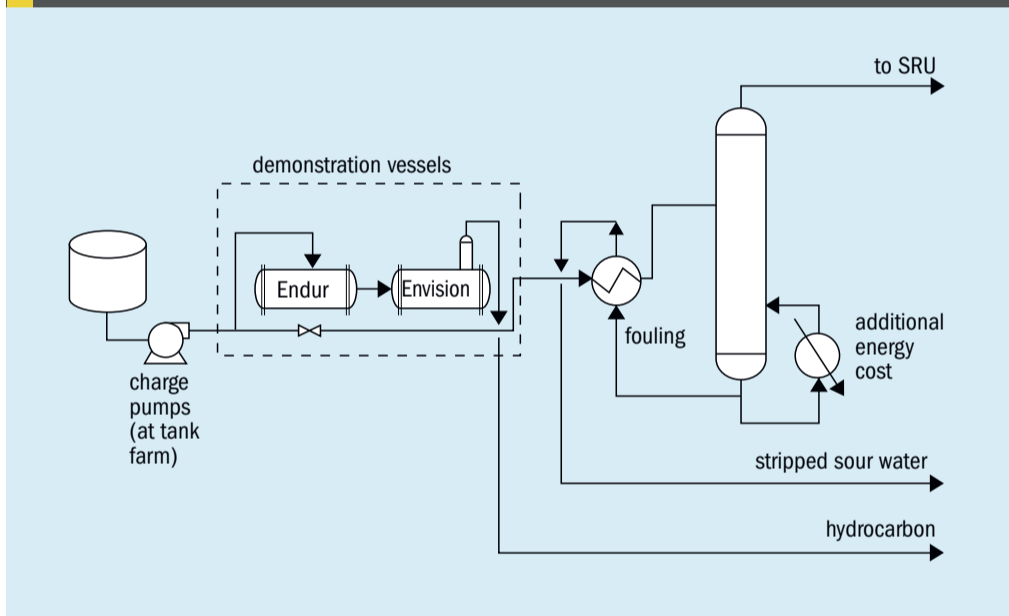 to SRU
demonstration vessels
Endur
Envision
fouling
additional
energy
cost
charge
pumps
(at tank
farm)
stripped sour water
hydrocarbon